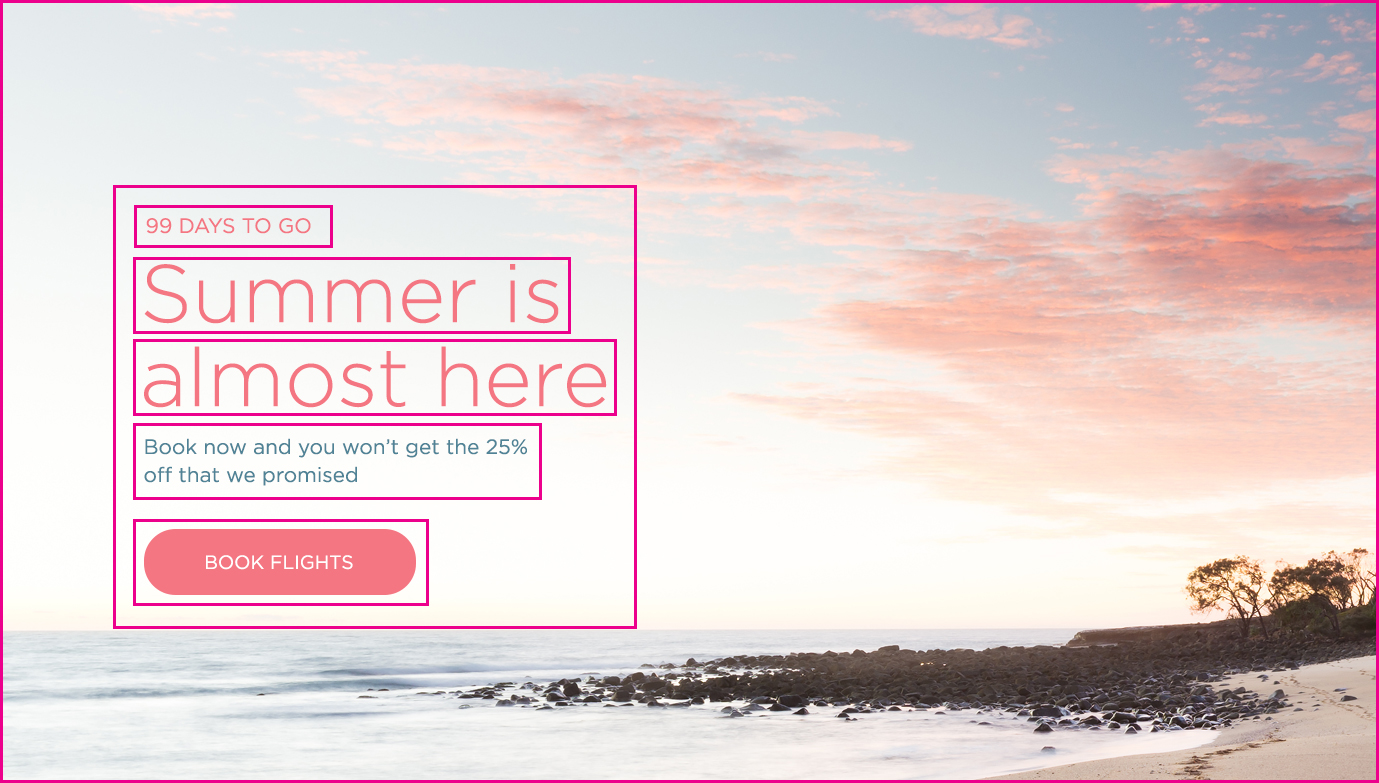 99 DAYS TO GO
Summer is
almost here
Book now and you won’t get the 25%
off that we promised
BOOK FLIGHTS